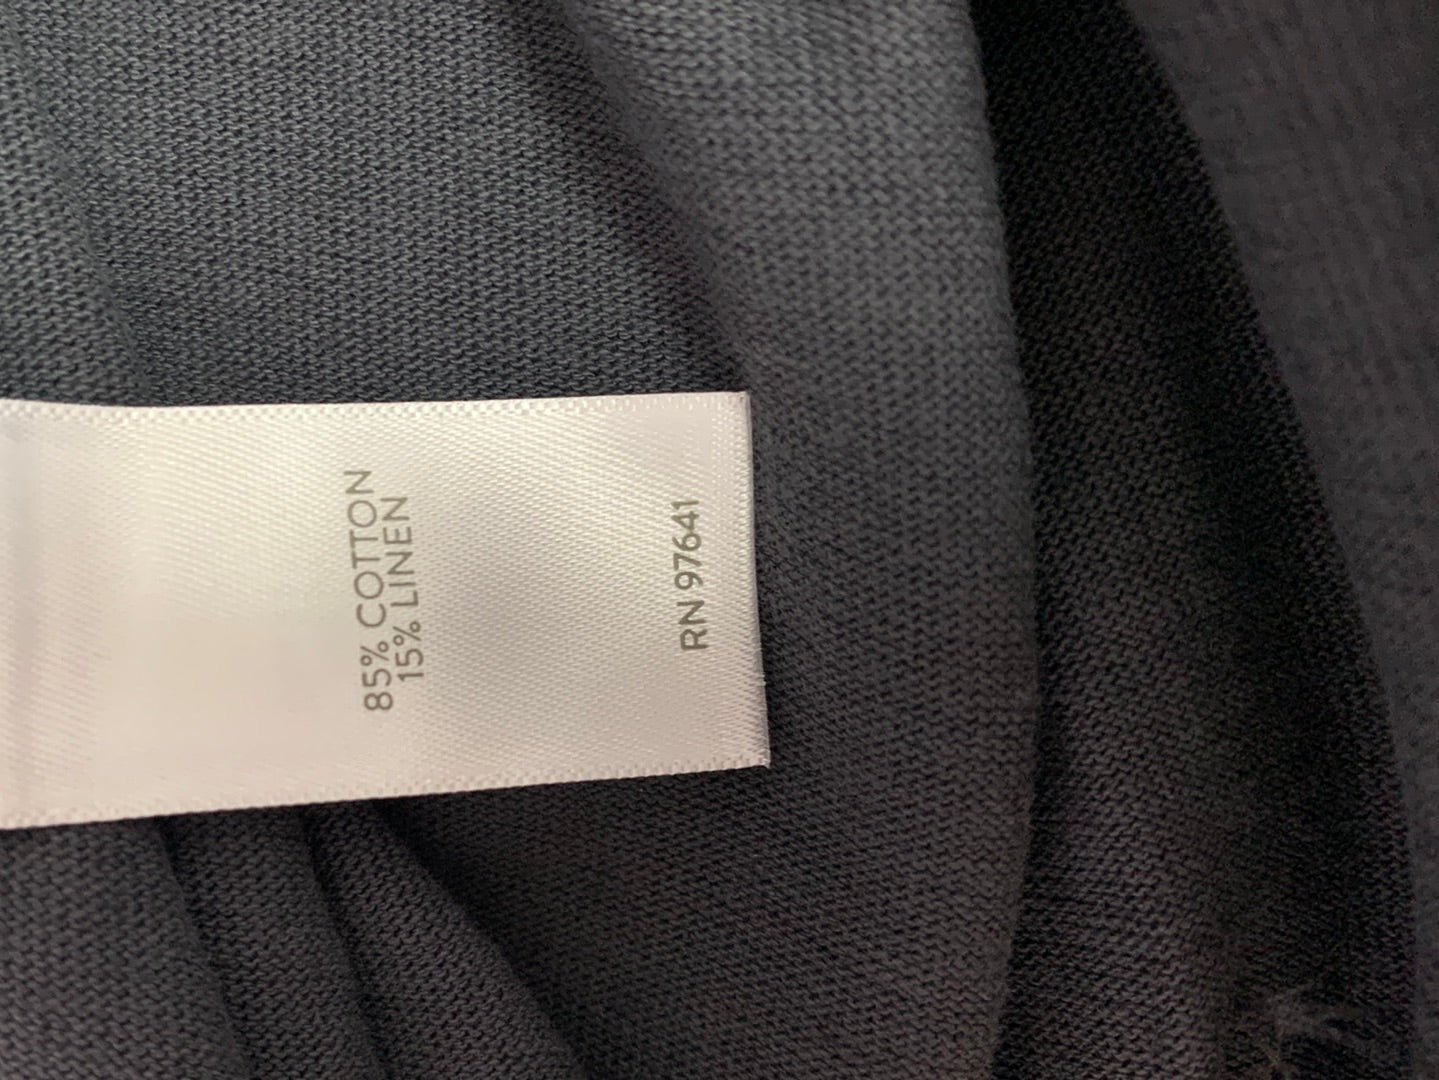 85% COTTON
15% LINEN
RN 97641